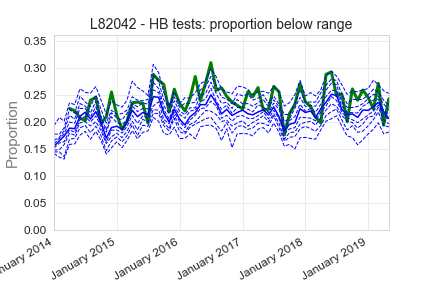 L82042 - HB tests: proportion below range
Proportion
0.35
0.30
0.25
0.20
0.15
0.10
0.05
0.00
2014
January 2015
January 2016
January 2017
January 2018
January 2019